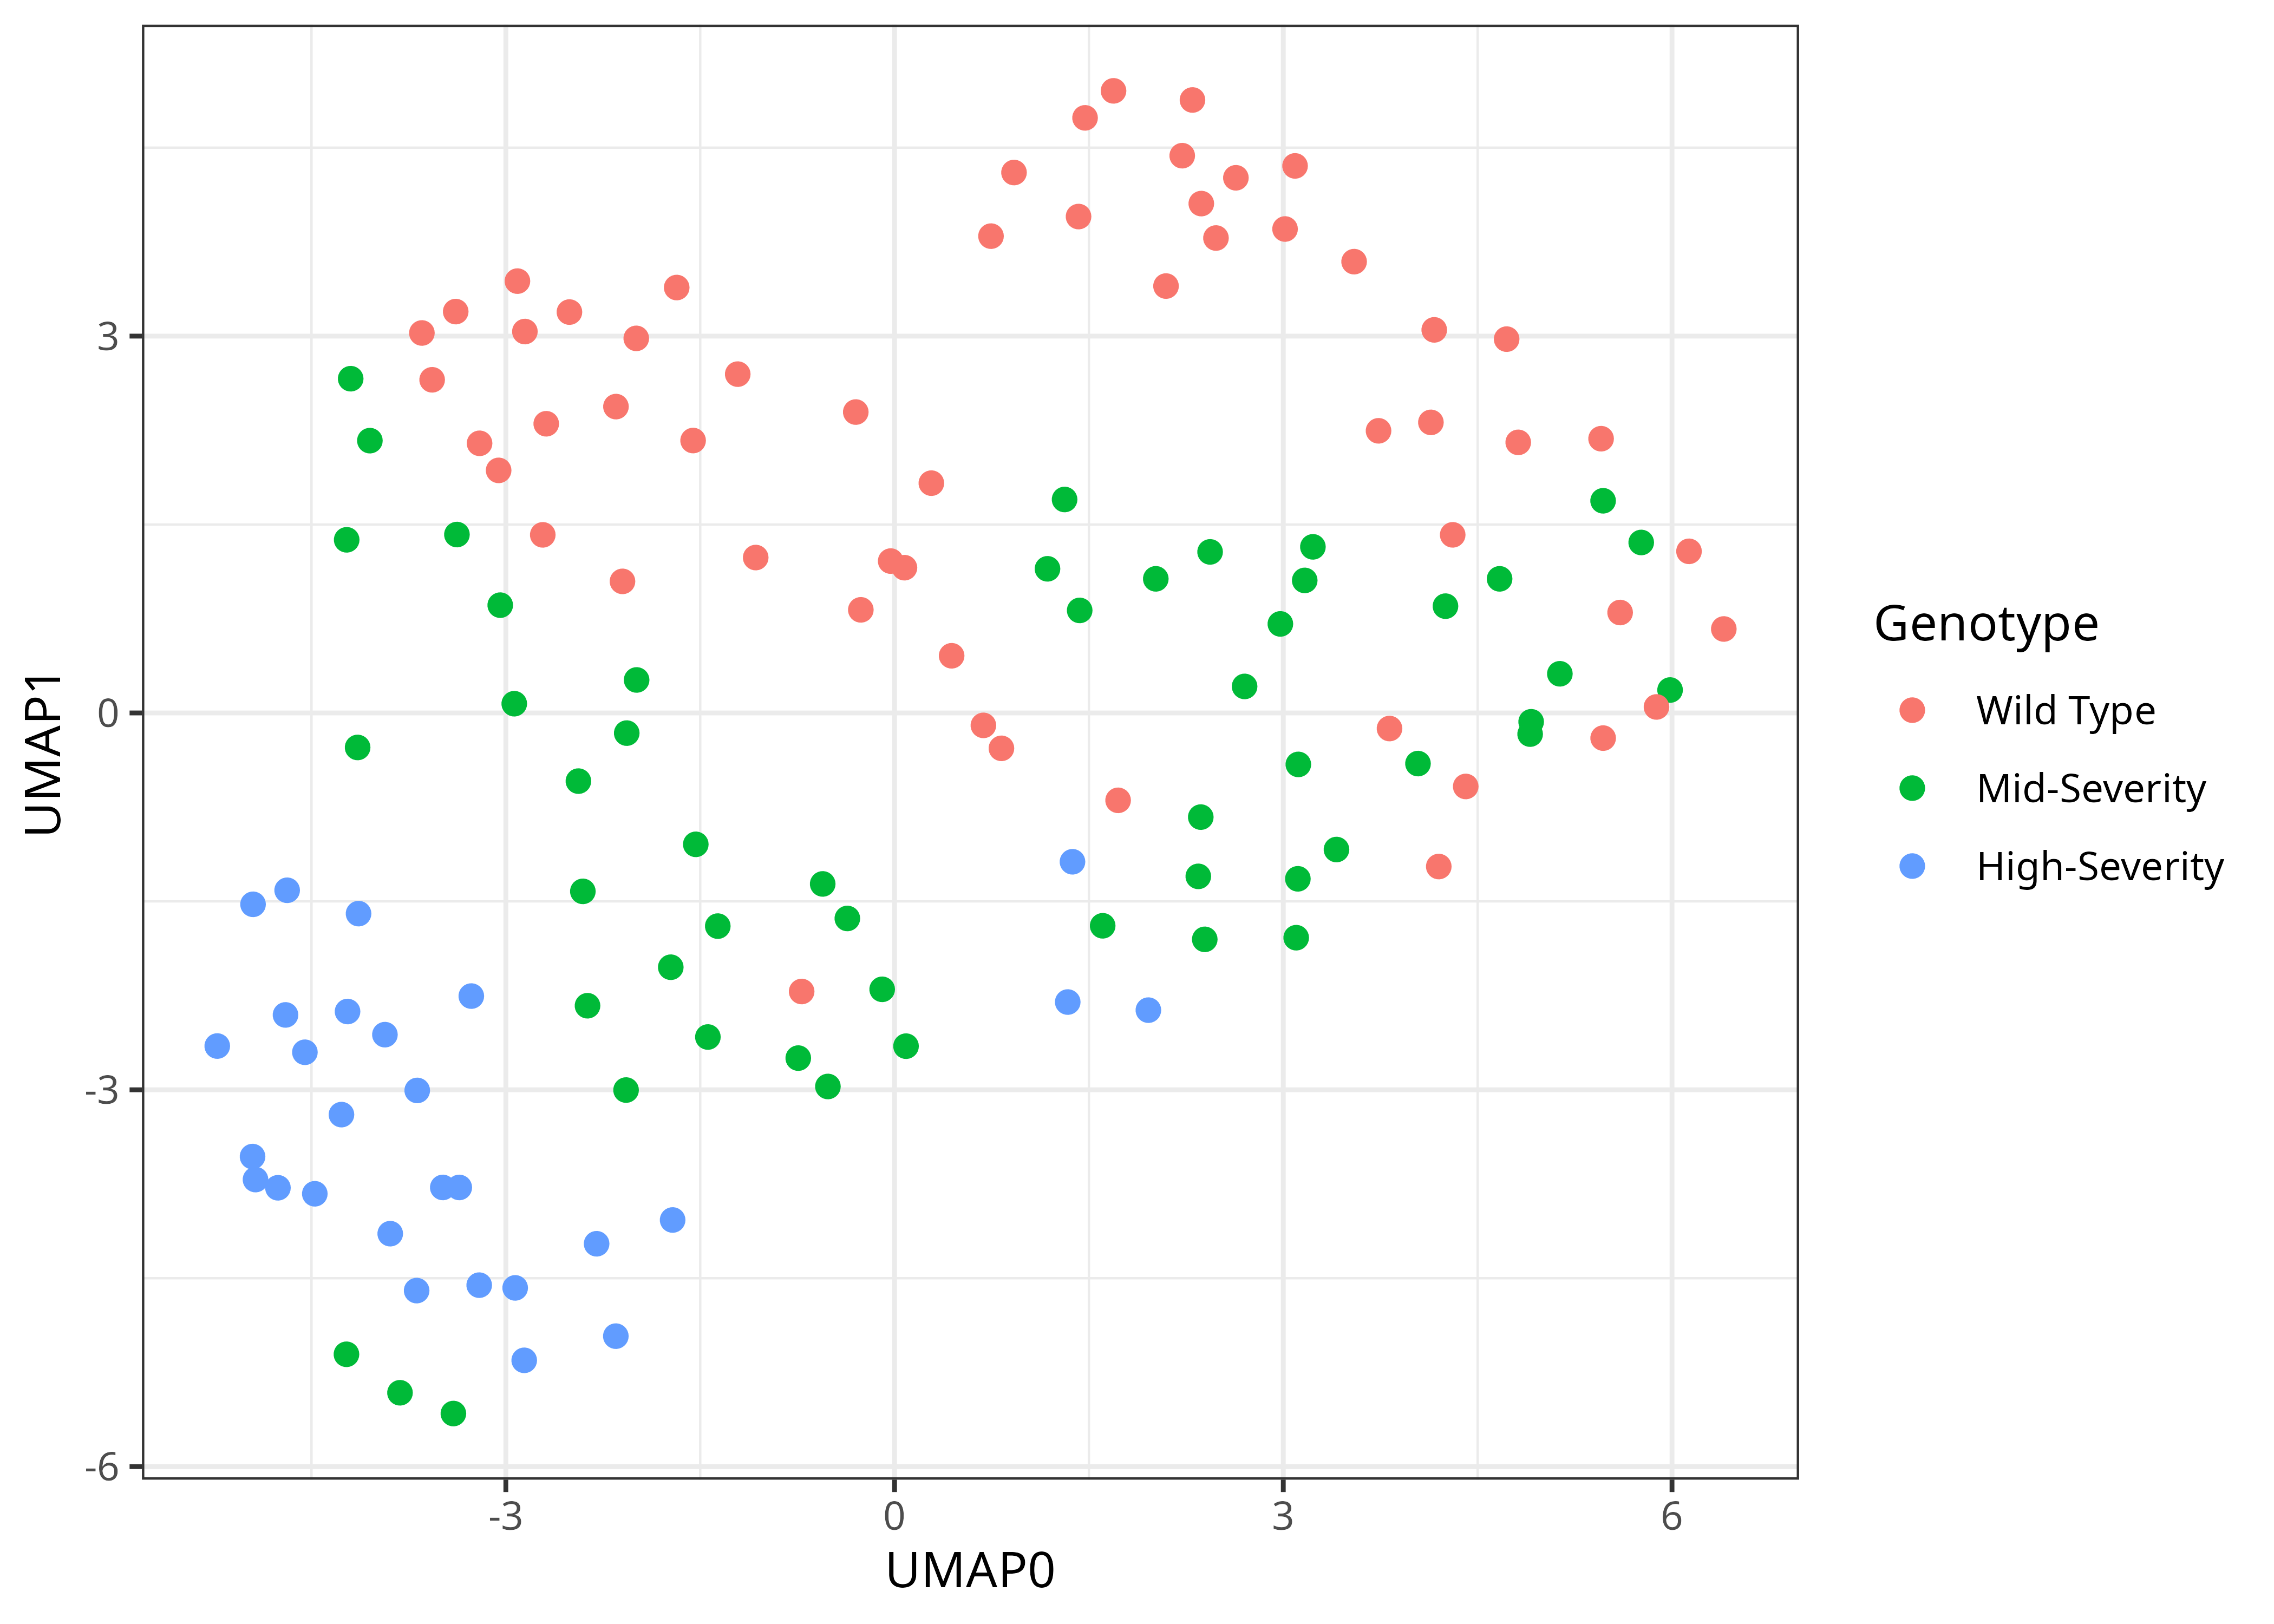 3
0
-3
-6
-3
0
3
6
UMAP1
UMAP0
Genotype
Wild Type
Mid-Severity
High-Severity